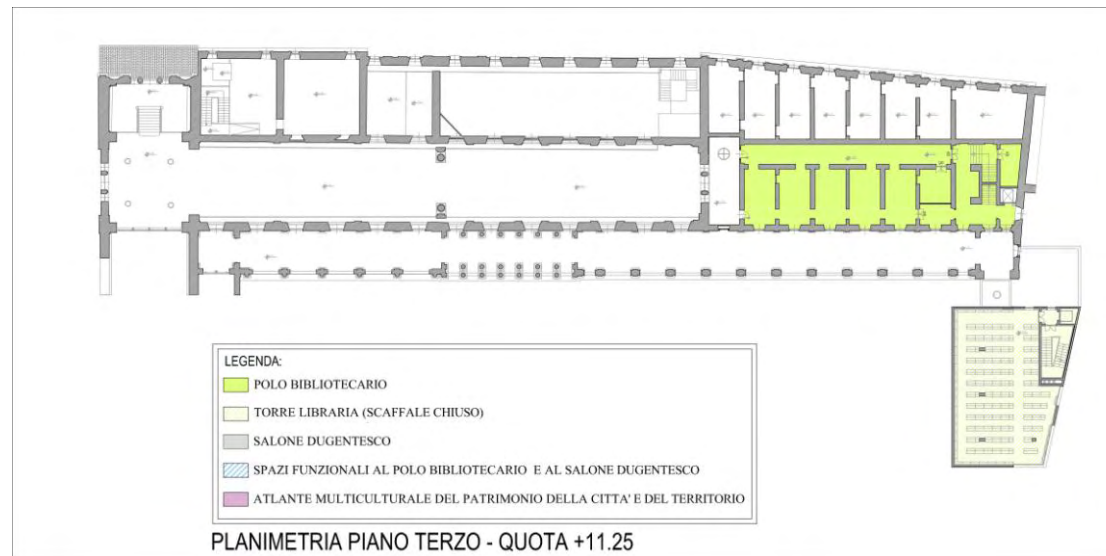 LEGENDA:
POLO BIBLIOTECARIO
TORRE LIBRARIA (SCAFFALE CHIUSO)
SALONE DUGENTESCO
SPAZI FUNZIONALI AL POLO BIBLIOTECARIO E AL SALONE DUGENTESCO
ATLANTE MULTICULTURALE DEL PATRIMONIO DELLA CITTA' E DEL TERRITORIO
PLANIMETRIA PIANO TERZO - QUOTA +11.25